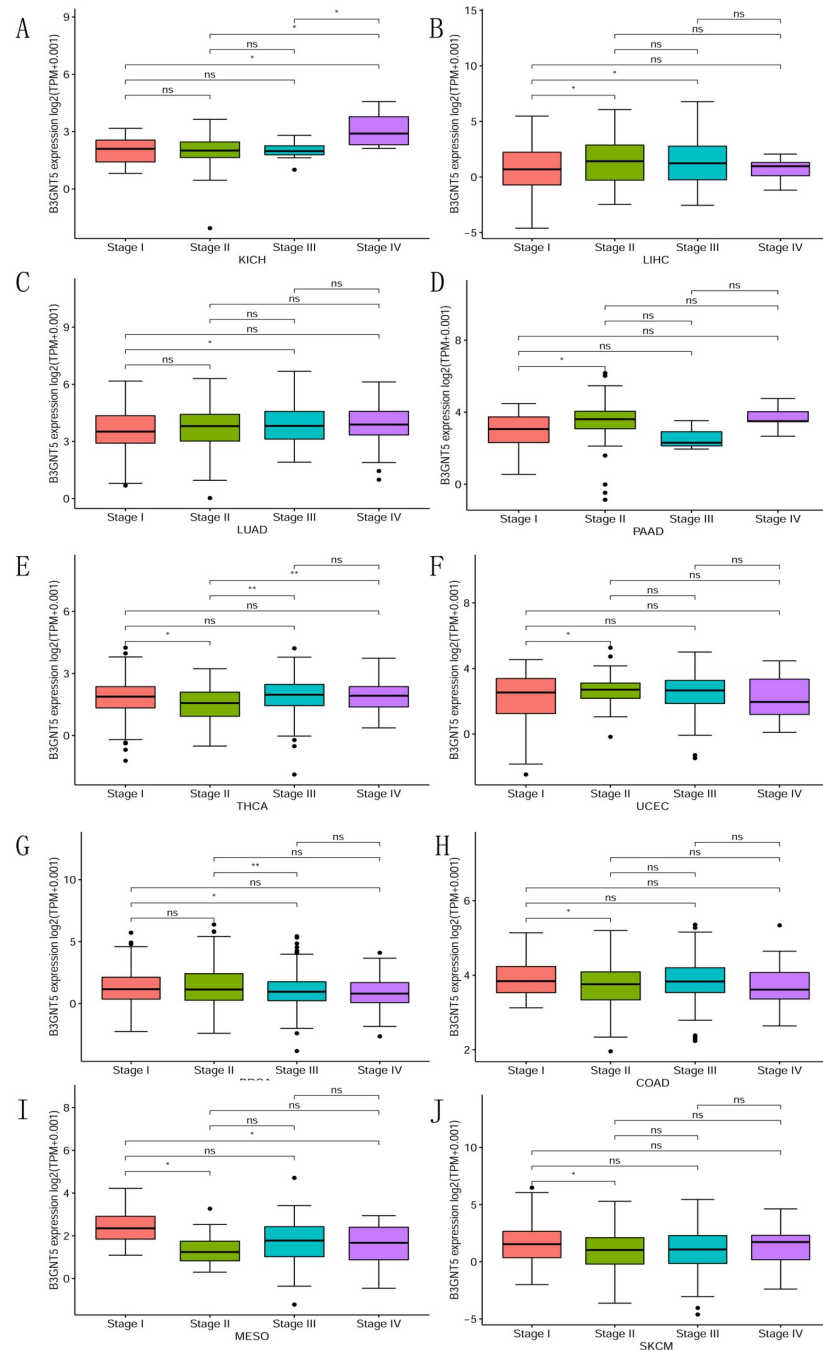 A
B3GNT5 expression log2(TPM+0.001)
9
6
3
0
*
*
ns
*
ns
ns
Stage I Stage II Stage III Stage IV
KICH
B
B3GNT5 expression log2(TPM+0.001)
15
10
5
0
−5
ns
ns
ns
ns
*
*
Stage I Stage II Stage III Stage IV
LIHC
C
B3GNT5 expression log2(TPM+0.001)
9
6
3
0
ns
ns
ns
ns
*
ns
Stage I Stage II Stage III Stage IV
LUAD
D
B3GNT5 expression log2(TPM+0.001)
8
4
0
ns
ns
ns
ns
ns
*
Stage I Stage II Stage III Stage IV
PAAD
E
B3GNT5 expression log2(TPM+0.001)
6
3
0
ns
**
**
ns
ns
*
Stage I Stage II Stage III Stage IV
THCA
F
B3GNT5 expression log2(TPM+0.001)
8
4
0
ns
ns
ns
ns
ns
*
Stage I Stage II Stage III Stage IV
UCEC
G
B3GNT5 expression log2(TPM+0.001)
10
5
0
ns
ns
**
ns
*
ns
Stage I Stage II Stage III Stage IV
H
B3GNT5 expression log2(TPM+0.001)
8
6
4
2
ns
ns
ns
ns
ns
*
Stage I Stage II Stage III Stage IV
COAD
I
B3GNT5 expression log2(TPM+0.001)
8
6
4
2
0
ns
ns
ns
*
ns
*
Stage I Stage II Stage III Stage IV
MESO
J
B3GNT5 expression log2(TPM+0.001)
10
5
0
−5
ns
ns
ns
ns
ns
*
Stage I Stage II Stage III Stage IV
SKCM